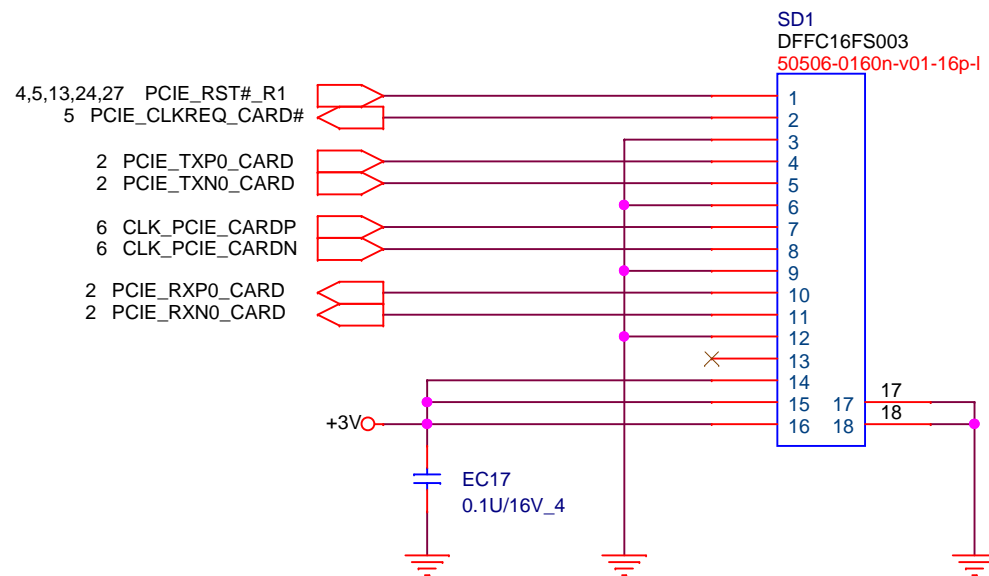 SD1
DFFC16FS003
50506-0160n-v01-16p-l
4,5,13,24,27 PCIE_RST#_R1
1
5 PCIE_CLKREQ_CARD#
2
3
2 PCIE_TXP0_CARD
4
2 PCIE_TXN0_CARD
5
6
6 CLK_PCIE_CARDP
7
6 CLK_PCIE_CARDN
8
9
2 PCIE_RXP0_CARD
10
2 PCIE_RXN0_CARD
11
12
13
14
15 17 17
+3V
16 18 18
EC17
0.1U/16V_4